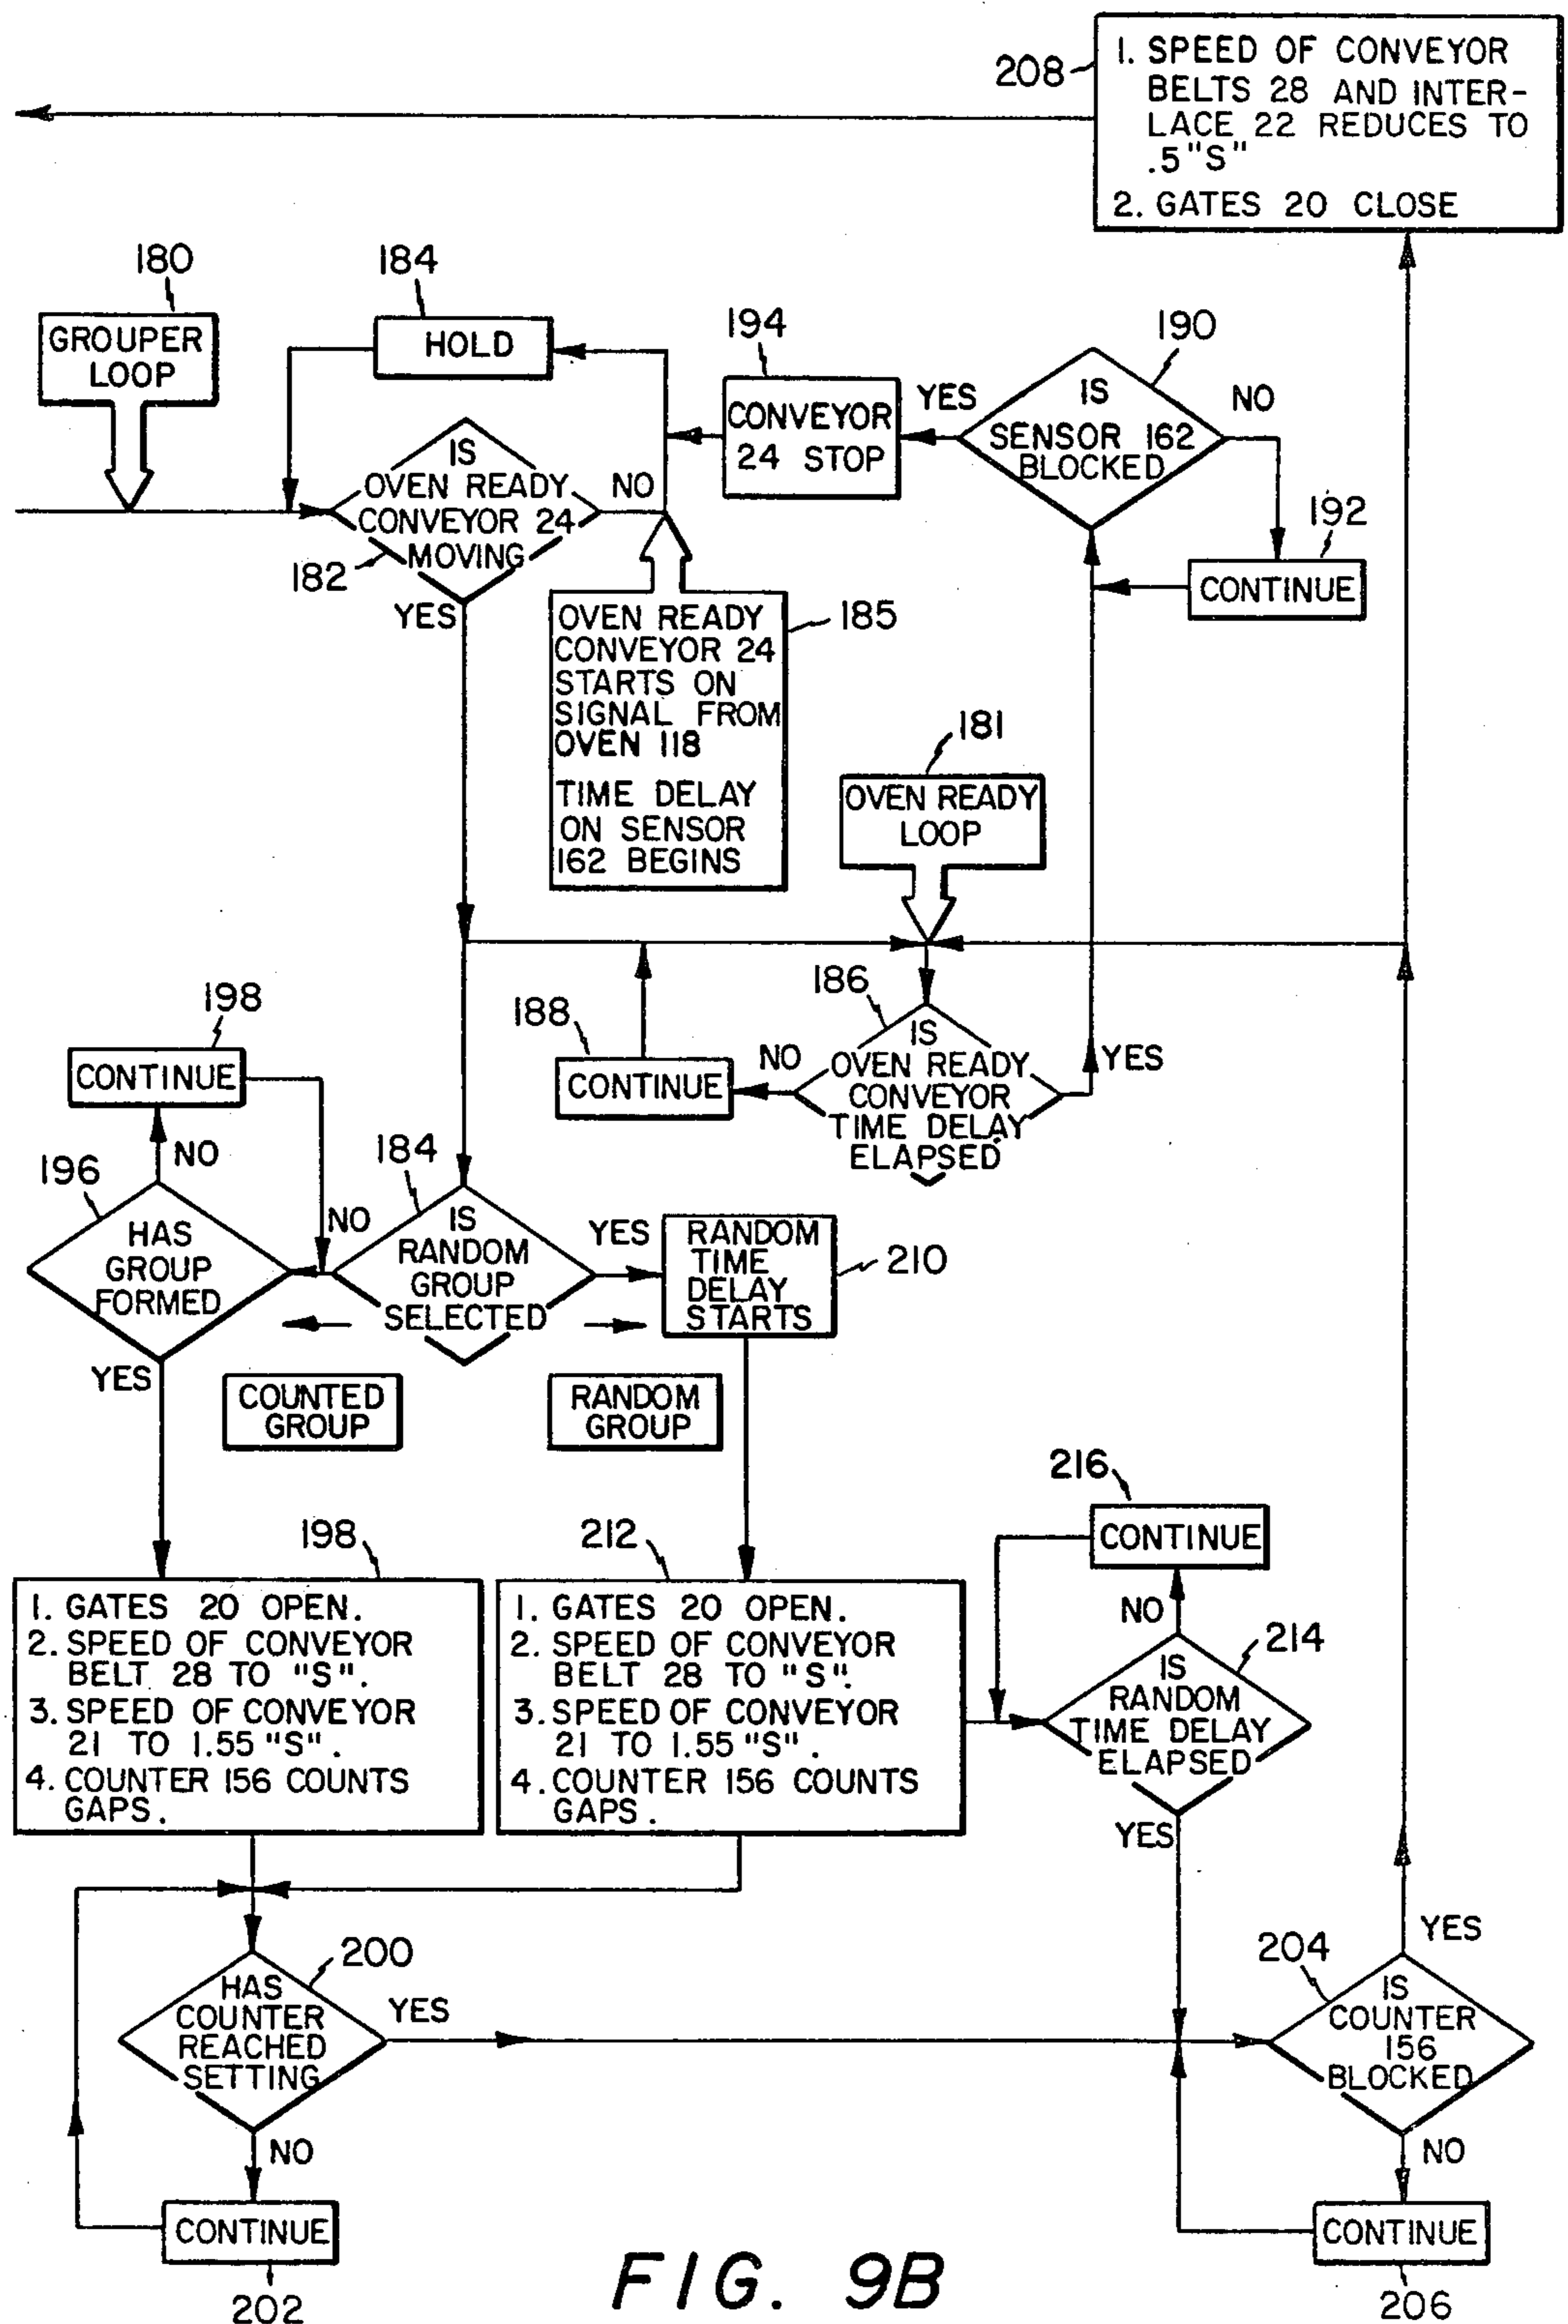 208
1. SPEED OF CONVEYOR
BELTS 28 AND INTER-
LACE 22 REDUCES TO
.5 "S"
2. GATES 20 CLOSE
180
GROUPER
LOOP
184
HOLD
194
CONVEYOR
24 STOP
190
YES
IS
SENSOR 162
BLOCKED
NO
192
CONTINUE
IS
OVEN READY
CONVEYOR 24
MOVING
NO
182
YES
OVEN READY
CONVEYOR 24
STARTS ON
SIGNAL FROM
OVEN 118
TIME DELAY
ON SENSOR
162 BEGINS
185
181
OVEN READY
LOOP
186
IS
OVEN READY
CONVEYOR
TIME DELAY
ELAPSED
NO
YES
188
CONTINUE
198
CONTINUE
NO
196
HAS
GROUP
FORMED
YES
184
NO
IS
RANDOM
GROUP
SELECTED
YES
RANDOM
TIME
DELAY
STARTS
210
COUNTED
GROUP
RANDOM
GROUP
198
1. GATES 20 OPEN.
2. SPEED OF CONVEYOR
BELT 28 TO "S".
3. SPEED OF CONVEYOR
21 TO 1.55 "S".
4. COUNTER 156 COUNTS
GAPS.
212
1. GATES 20 OPEN.
2. SPEED OF CONVEYOR
BELT 28 TO "S".
3. SPEED OF CONVEYOR
21 TO 1.55 "S".
4. COUNTER 156 COUNTS
GAPS.
216
CONTINUE
NO
214
IS
RANDOM
TIME DELAY
ELAPSED
YES
200
HAS
COUNTER
REACHED
SETTING
YES
NO
CONTINUE
202
204
YES
IS
COUNTER
156
BLOCKED
NO
CONTINUE
206
FIG. 9B